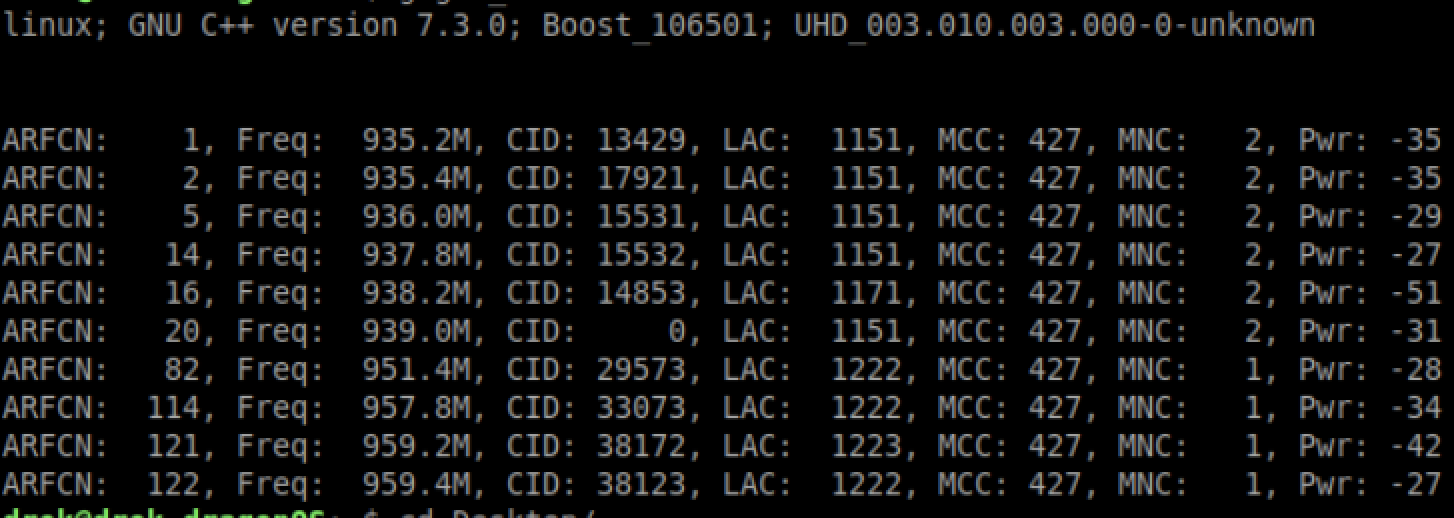 linux; GNU C++ version 7.3.0; Boost_106501; UHD_003.010.003.000-0-unknown
ARFCN:    1, Freq:  935.2M, CID: 13429, LAC:  1151, MCC: 427, MNC:   2, Pwr: -35
ARFCN:    2, Freq:  935.4M, CID: 17921, LAC:  1151, MCC: 427, MNC:   2, Pwr: -35
ARFCN:    5, Freq:  936.0M, CID: 15531, LAC:  1151, MCC: 427, MNC:   2, Pwr: -29
ARFCN:   14, Freq:  937.8M, CID: 15532, LAC:  1151, MCC: 427, MNC:   2, Pwr: -27
ARFCN:   16, Freq:  938.2M, CID: 14853, LAC:  1171, MCC: 427, MNC:   2, Pwr: -51
ARFCN:   20, Freq:  939.0M, CID:     0, LAC:  1151, MCC: 427, MNC:   2, Pwr: -31
ARFCN:   82, Freq:  951.4M, CID: 29573, LAC:  1222, MCC: 427, MNC:   1, Pwr: -28
ARFCN:  114, Freq:  957.8M, CID: 33073, LAC:  1222, MCC: 427, MNC:   1, Pwr: -34
ARFCN:  121, Freq:  959.2M, CID: 38172, LAC:  1223, MCC: 427, MNC:   1, Pwr: -42
ARFCN:  122, Freq:  959.4M, CID: 38123, LAC:  1222, MCC: 427, MNC:   1, Pwr: -27
$ cd Desktop/